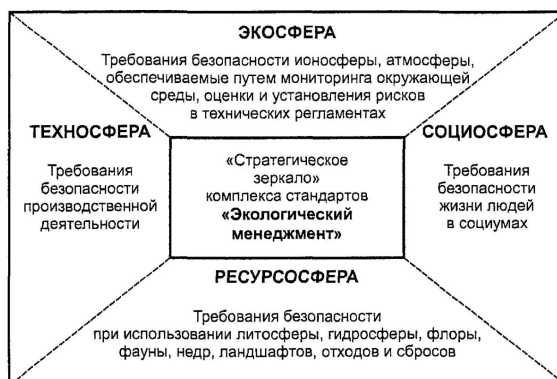 ЭКОСФЕРА
Требования безопасности ионосферы, атмосферы,
обеспечиваемые путем мониторинга окружающей
среды, оценки и установления рисков
в технических регламентах
ТЕХНОСФЕРА
Требования
безопасности
производственной
деятельности
«Стратегическое
зеркало»
комплекса стандартов
«Экологический
менеджмент»
СОЦИОСФЕРА
Требования
безопасности
жизни людей
в социумах
РЕСУРСОСФЕРА
Требования безопасности
при использовании литосферы, гидросферы, флоры,
фауны, недр, ландшафтов, отходов и сбросов